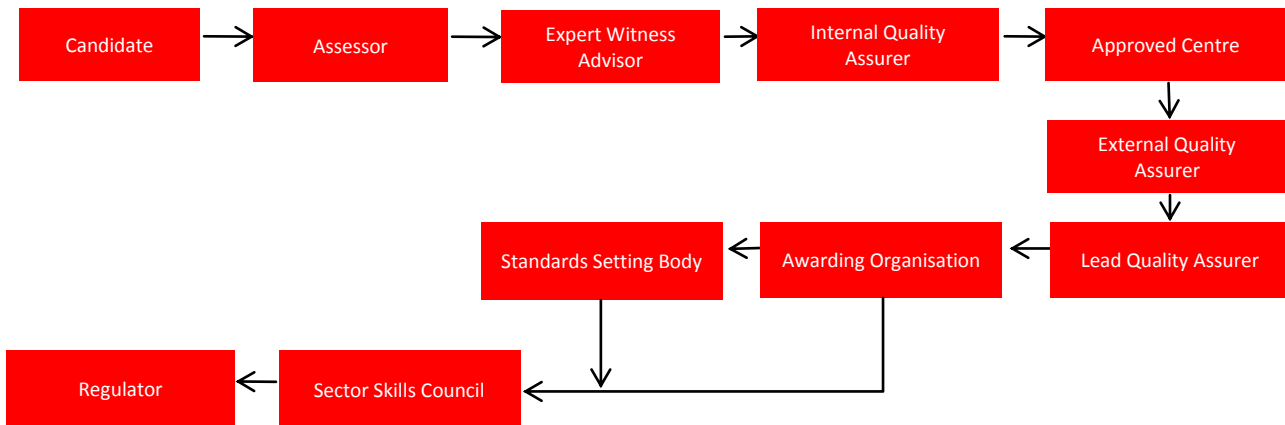 Candidate
Assessor
Expert Witness
Advisor
Internal Quality
Assurer
Approved Centre
External Quality
Assurer
Standards Setting Body
Awarding Organisation
Lead Quality Assurer
Regulator
Sector Skills Council